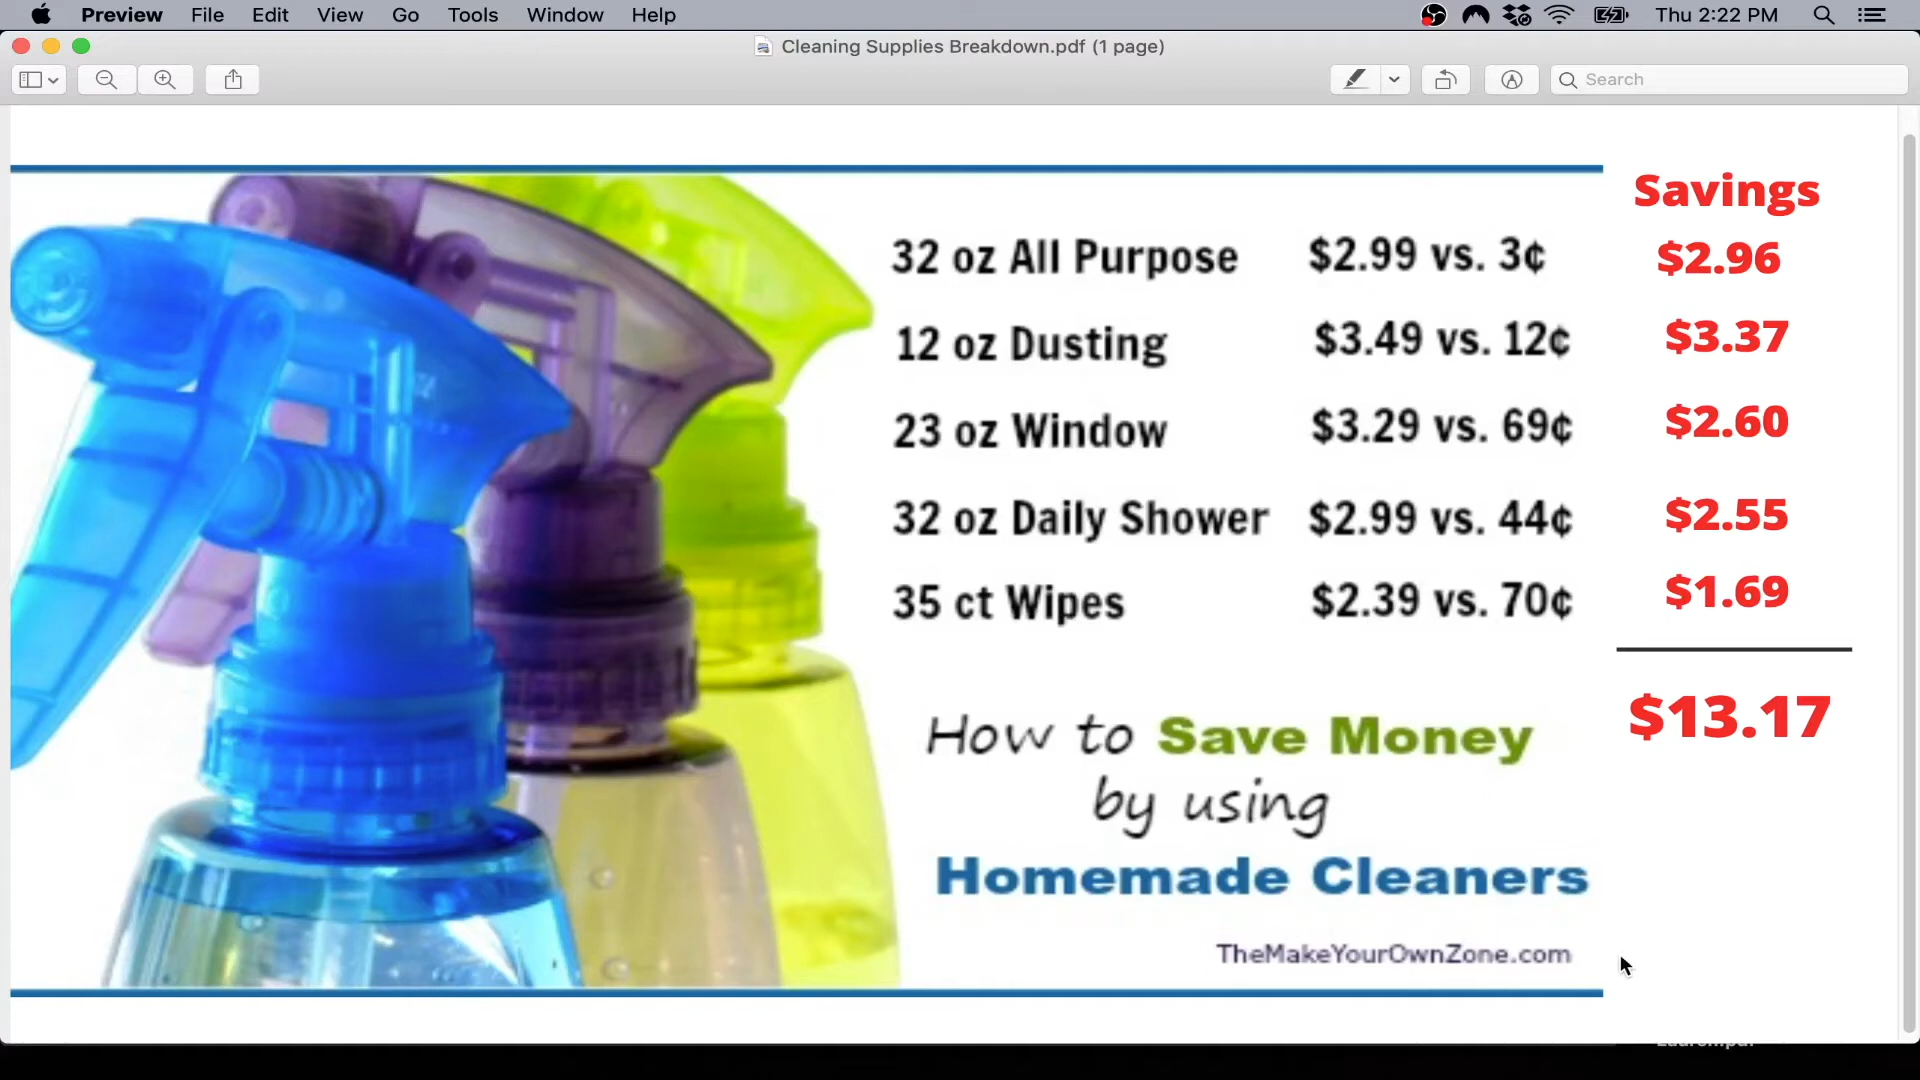 Preview File Edit View Go Tools Window Help Thu 2:22 PM
Cleaning Supplies Breakdown.pdf (1 page)
Search
Savings
32 oz All Purpose $2.99 vs. 3¢ $2.96
12 oz Dusting $3.49 vs. 12¢ $3.37
23 oz Window $3.29 vs. 69¢ $2.60
32 oz Daily Shower $2.99 vs. 44¢ $2.55
35 ct Wipes $2.39 vs. 70¢ $1.69
$13.17
How to Save Money
by using
Homemade Cleaners
TheMakeYourOwnZone.com